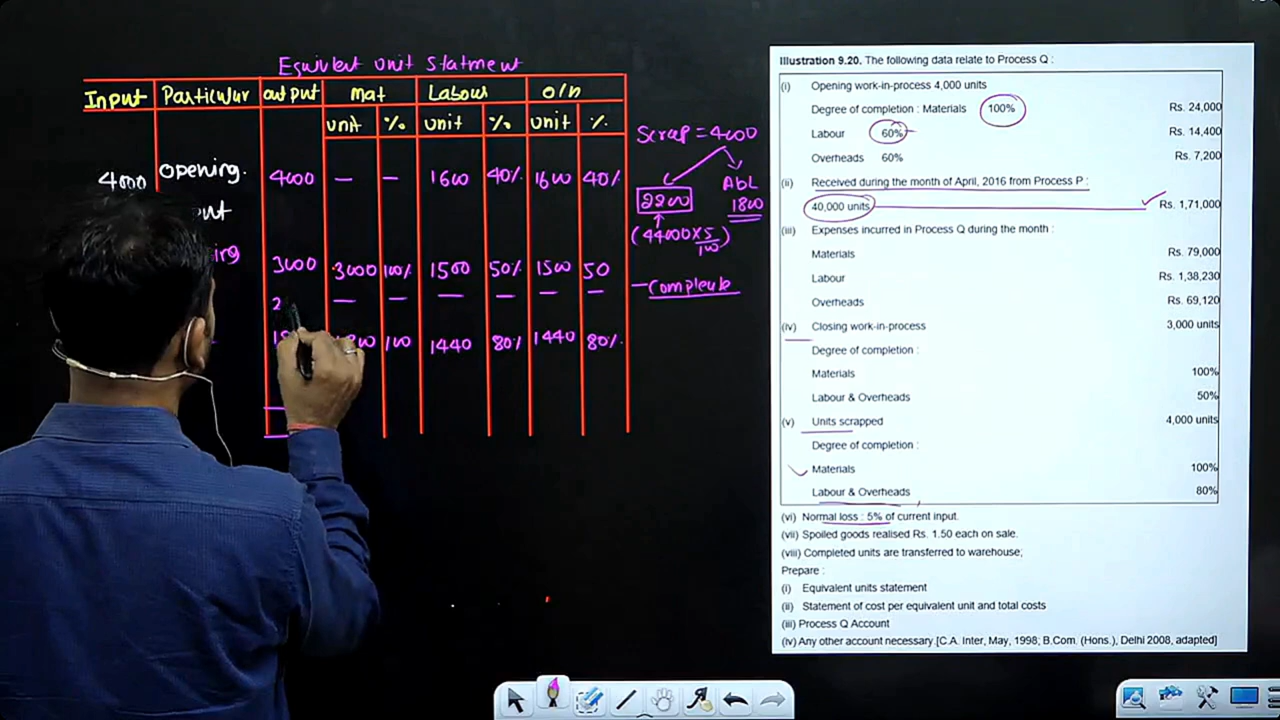 Equivlent unit Statment
Input Particular output Mat Labour O/H
unit % unit % unit %
4000 Opening. 4000 — — 1600 40% 1600 40%
ut
ing 3000 3000 100% 1500 50% 1500 50
2 — — — — — —
100 1440 80% 1440 80%.
Scrap = 4000
2200
AbL
1800
(44000 × 5/100)
— Compleute
Illustration 9.20. The following data relate to Process Q :
(i) Opening work-in-process 4,000 units
Degree of completion : Materials 100% Rs. 24,000
Labour 60% Rs. 14,400
Overheads 60% Rs. 7,200
(ii) Received during the month of April, 2016 from Process P :
40,000 units Rs. 1,71,000
(iii) Expenses incurred in Process Q during the month :
Materials Rs. 79,000
Labour Rs. 1,38,230
Overheads Rs. 69,120
(iv) Closing work-in-process 3,000 units
Degree of completion :
Materials 100%
Labour & Overheads 50%
(v) Units scrapped 4,000 units
Degree of completion :
Materials 100%
Labour & Overheads 80%
(vi) Normal loss : 5% of current input.
(vii) Spoiled goods realised Rs. 1.50 each on sale.
(viii) Completed units are transferred to warehouse;
Prepare :
(i) Equivalent units statement
(ii) Statement of cost per equivalent unit and total costs
(iii) Process Q Account
(iv) Any other account necessary.[C.A. Inter, May, 1998; B.Com. (Hons.), Delhi 2008, adapted]